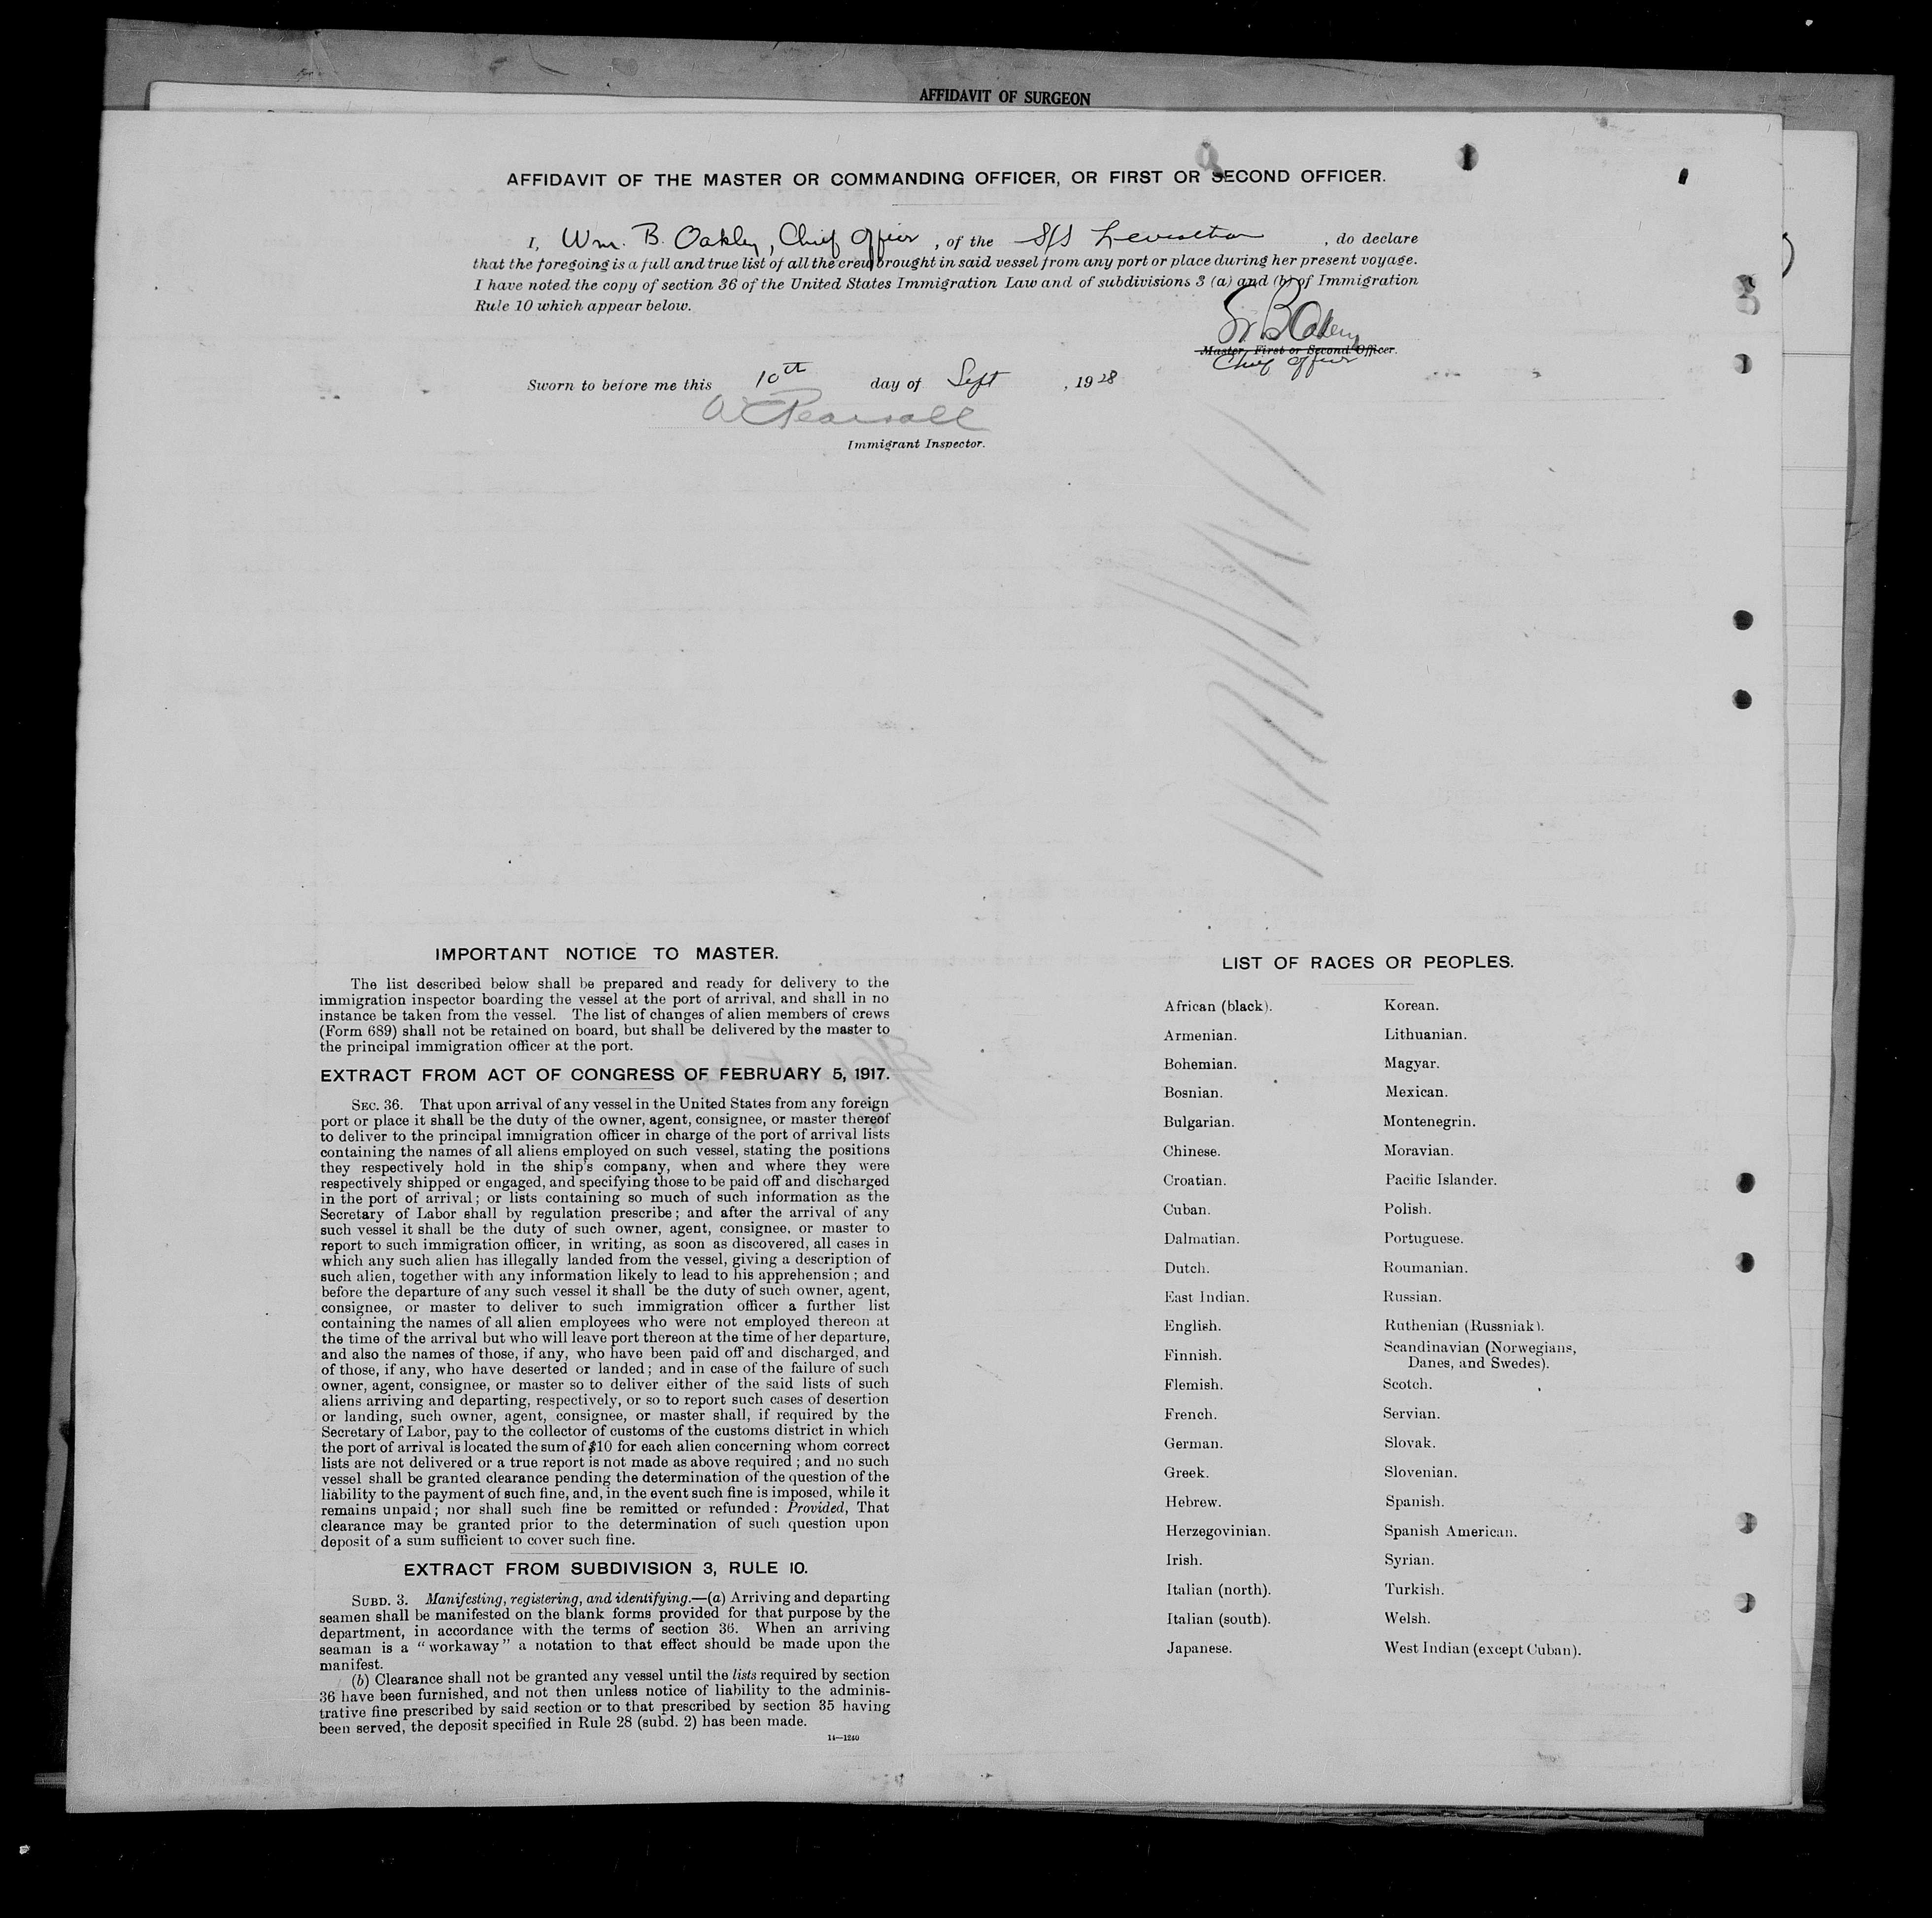 AFFIDAVIT OF SURGEON
AFFIDAVIT OF THE MASTER OR COMMANDING OFFICER, OR FIRST OR SECOND OFFICER.
I, Wm. B. Oakley, Chief Officer, of the S/S Leviathan, do declare
that the foregoing is a full and true list of all the crew brought in said vessel from any port or place during her present voyage.
I have noted the copy of section 36 of the United States Immigration Law and of subdivisions 3 (a) and (b) of Immigration
Rule 10 which appear below.
Wm B Oakley
Master, First or Second Officer.
Chief Officer
Sworn to before me this 10th day of Sept, 1928
Pearsall
Immigrant Inspector.
IMPORTANT NOTICE TO MASTER.
The list described below shall be prepared and ready for delivery to the
immigration inspector boarding the vessel at the port of arrival, and shall in no
instance be taken from the vessel. The list of changes of alien members of crews
(Form 689) shall not be retained on board, but shall be delivered by the master to
the principal immigration officer at the port.
EXTRACT FROM ACT OF CONGRESS OF FEBRUARY 5, 1917.
SEC. 36. That upon arrival of any vessel in the United States from any foreign
port or place it shall be the duty of the owner, agent, consignee, or master thereof
to deliver to the principal immigration officer in charge of the port of arrival lists
containing the names of all aliens employed on such vessel, stating the positions
they respectively hold in the ship's company, when and where they were
respectively shipped or engaged, and specifying those to be paid off and discharged
in the port of arrival; or lists containing so much of such information as the
Secretary of Labor shall by regulation prescribe; and after the arrival of any
such vessel it shall be the duty of such owner, agent, consignee, or master to
report to such immigration officer, in writing, as soon as discovered, all cases in
which any such alien has illegally landed from the vessel, giving a description of
such alien, together with any information likely to lead to his apprehension; and
before the departure of any such vessel it shall be the duty of such owner, agent,
consignee, or master to deliver to such immigration officer a further list
containing the names of all alien employees who were not employed thereon at
the time of the arrival but who will leave port thereon at the time of her departure,
and also the names of those, if any, who have been paid off and discharged, and
of those, if any, who have deserted or landed; and in case of the failure of such
owner, agent, consignee, or master so to deliver either of the said lists of such
aliens arriving and departing, respectively, or so to report such cases of desertion
or landing, such owner, agent, consignee, or master shall, if required by the
Secretary of Labor, pay to the collector of customs of the customs district in which
the port of arrival is located the sum of $10 for each alien concerning whom correct
lists are not delivered or a true report is not made as above required; and no such
vessel shall be granted clearance pending the determination of the question of the
liability to the payment of such fine, and, in the event such fine is imposed, while it
remains unpaid; nor shall such fine be remitted or refunded: Provided, That
clearance may be granted prior to the determination of such question upon
deposit of a sum sufficient to cover such fine.
EXTRACT FROM SUBDIVISION 3, RULE 10.
SUBD. 3. Manifesting, registering, and identifying.—(a) Arriving and departing
seamen shall be manifested on the blank forms provided for that purpose by the
department, in accordance with the terms of section 36. When an arriving
seaman is a "workaway" a notation to that effect should be made upon the
manifest.
(b) Clearance shall not be granted any vessel until the lists required by section
36 have been furnished, and not then unless notice of liability to the adminis-
trative fine prescribed by said section or to that prescribed by section 35 having
been served, the deposit specified in Rule 28 (subd. 2) has been made.
14—1240
LIST OF RACES OR PEOPLES.
African (black).
Armenian.
Bohemian.
Bosnian.
Bulgarian.
Chinese.
Croatian.
Cuban.
Dalmatian.
Dutch.
East Indian.
English.
Finnish.
Flemish.
French.
German.
Greek.
Hebrew.
Herzegovinian.
Irish.
Italian (north).
Italian (south).
Japanese.
Korean.
Lithuanian.
Magyar.
Mexican.
Montenegrin.
Moravian.
Pacific Islander.
Polish.
Portuguese.
Roumanian.
Russian.
Ruthenian (Russniak).
Scandinavian (Norwegians,
Danes, and Swedes).
Scotch.
Servian.
Slovak.
Slovenian.
Spanish.
Spanish American.
Syrian.
Turkish.
Welsh.
West Indian (except Cuban).